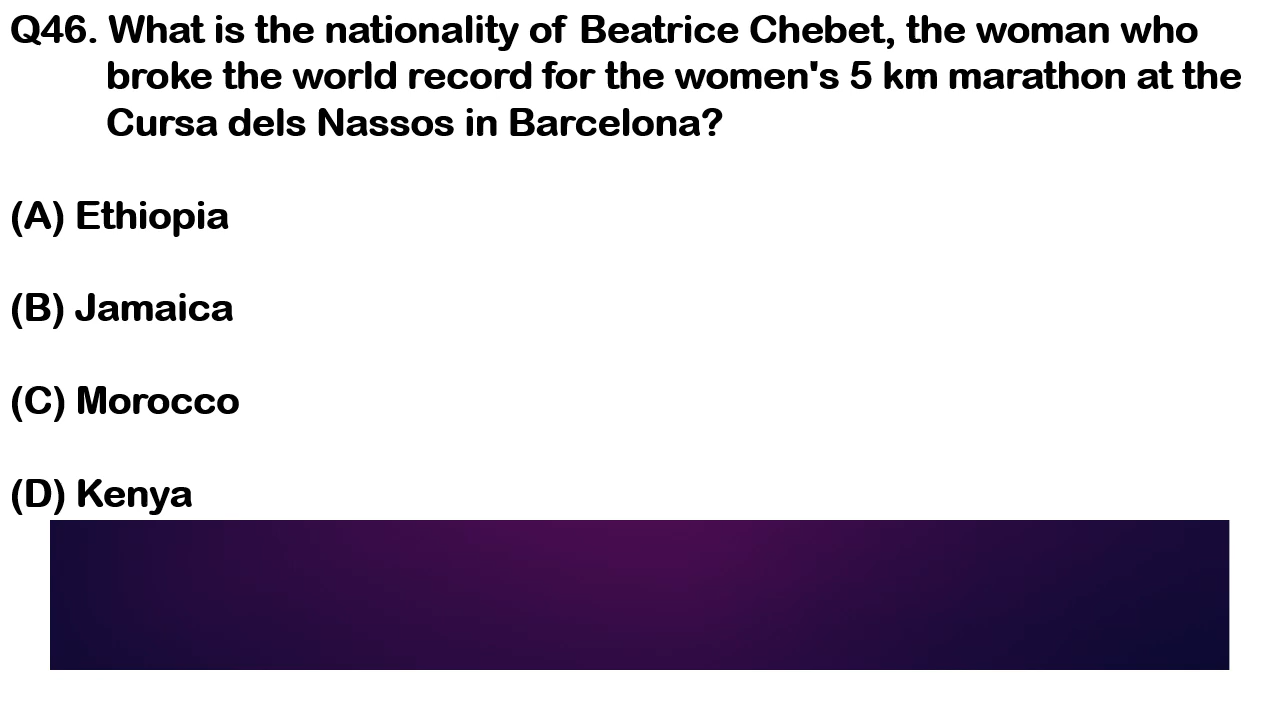 Q46. What is the nationality of Beatrice Chebet, the woman who
broke the world record for the women's 5 km marathon at the
Cursa dels Nassos in Barcelona?
(A) Ethiopia
(B) Jamaica
(C) Morocco
(D) Kenya